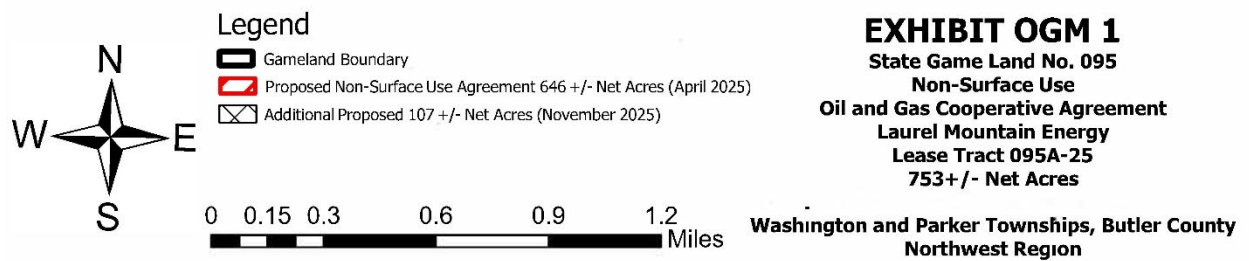 Legend
Gameland Boundary
Proposed Non-Surface Use Agreement 646 +/- Net Acres (April 2025)
Additional Proposed 107 +/- Net Acres (November 2025)
N
W
E
S
0 0.15 0.3 0.6 0.9 1.2
Miles
EXHIBIT OGM 1
State Game Land No. 095
Non-Surface Use
Oil and Gas Cooperative Agreement
Laurel Mountain Energy
Lease Tract 095A-25
753+/- Net Acres
Washington and Parker Townships, Butler County
Northwest Region